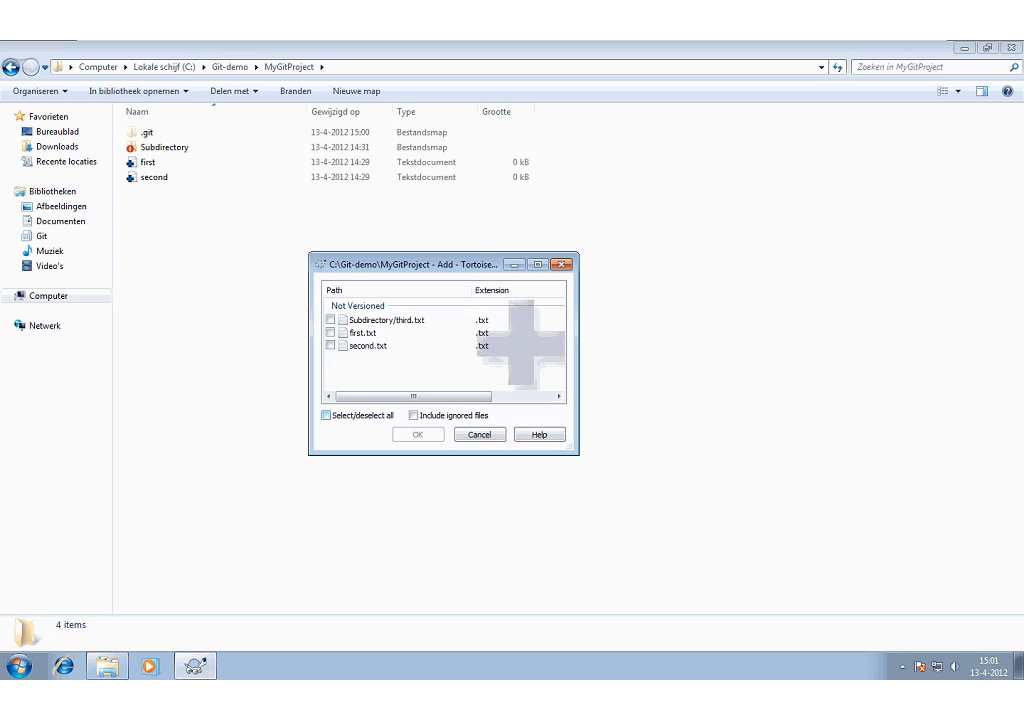 Computer Lokale schijf (C:) Git-demo MyGitProject
Zoeken in MyGitProject
Organiseren In bibliotheek opnemen Delen met Branden Nieuwe map
Naam Gewijzigd op Type Grootte
.git 13-4-2012 15:00 Bestandsmap
Subdirectory 13-4-2012 14:31 Bestandsmap
first 13-4-2012 14:29 Tekstdocument 0 kB
second 13-4-2012 14:29 Tekstdocument 0 kB
Favorieten
Bureaublad
Downloads
Recente locaties
Bibliotheken
Afbeeldingen
Documenten
Git
Muziek
Video's
Computer
Netwerk
C:\Git-demo\MyGitProject - Add - Tortoise...
Path Extension
Not Versioned
Subdirectory/third.txt .txt
first.txt .txt
second.txt .txt
Select/deselect all Include ignored files
OK Cancel Help
4 items
15:01
13-4-2012